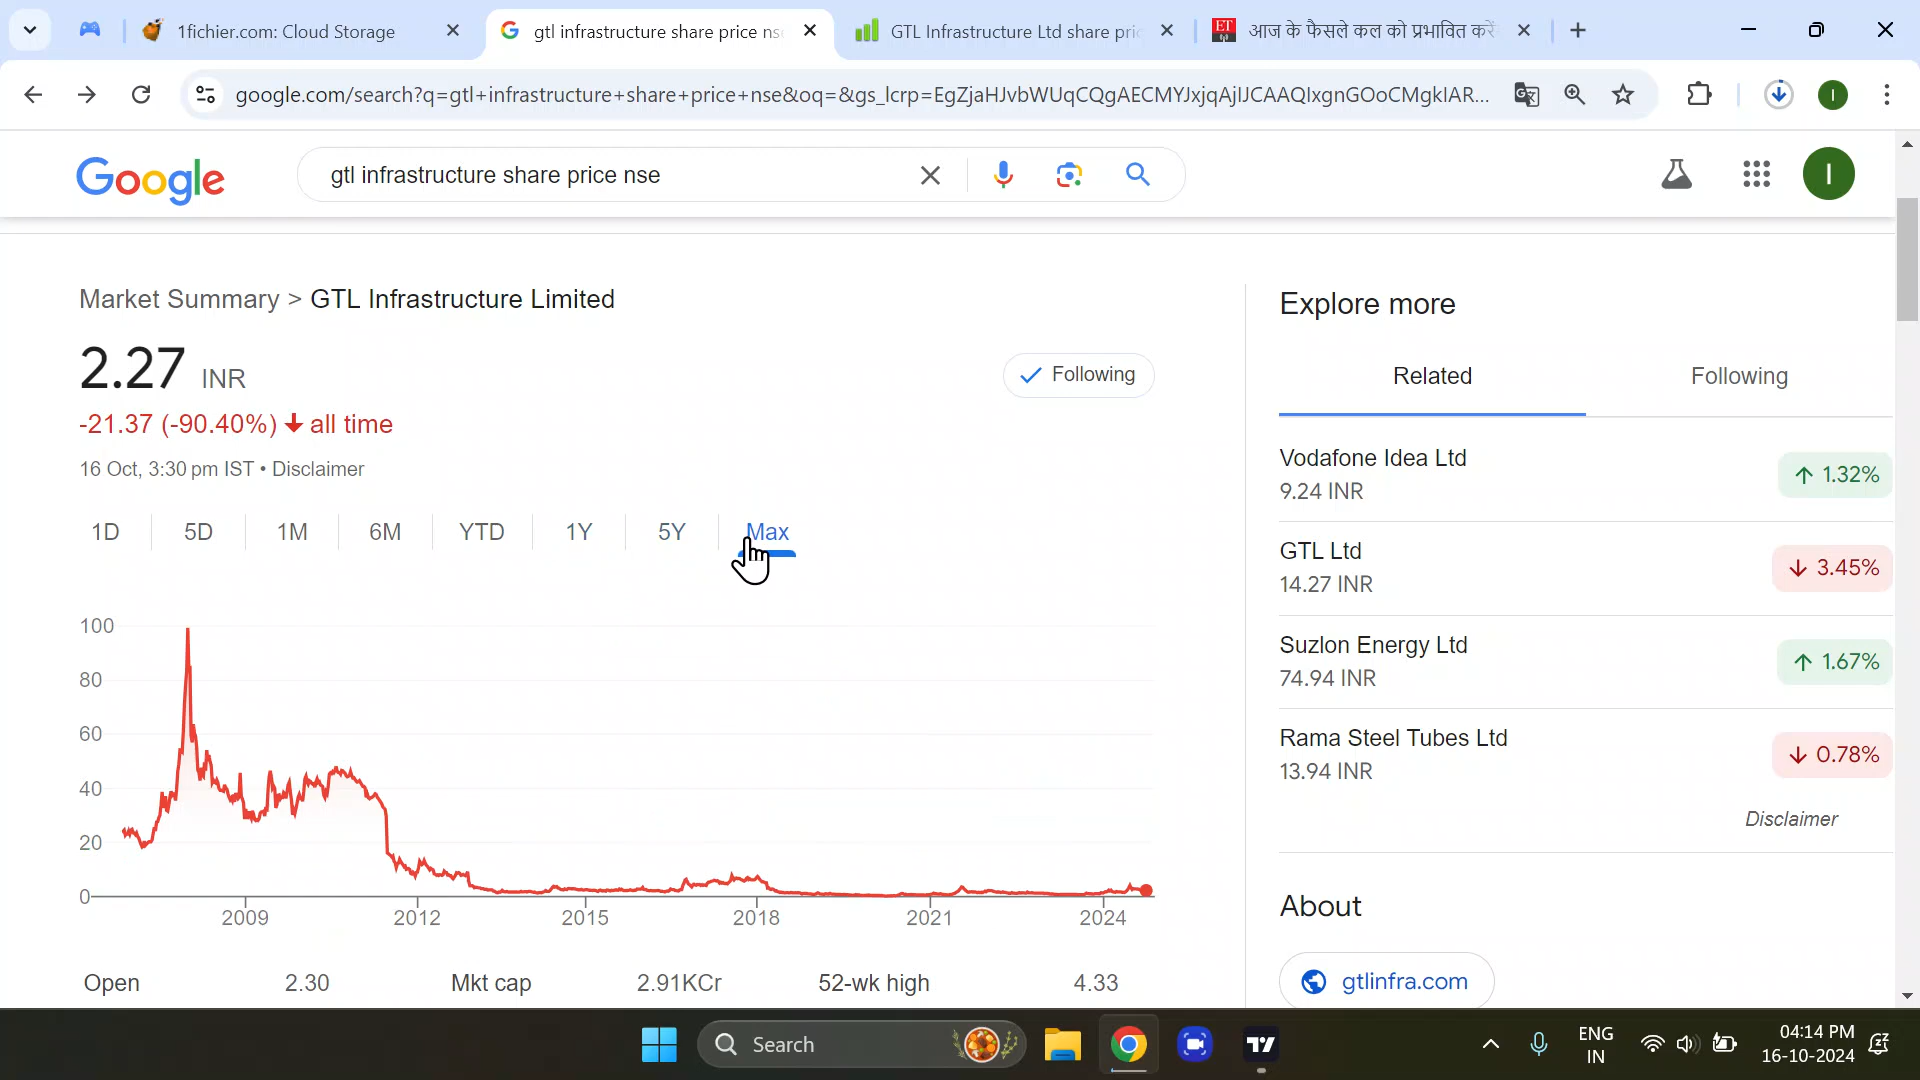 1fichier.com: Cloud Storage
gtl infrastructure share price nse
GTL Infrastructure Ltd share pric
आज के फैसले कल को प्रभावित करें
google.com/search?q=gtl+infrastructure+share+price+nse&oq=&gs_lcrp=EgZjaHJvbWUqCQgAECMYJxjqAjIJCAAQIxgnGOoCMgkIAR...
I
Google
gtl infrastructure share price nse
I
Market Summary > GTL Infrastructure Limited
2.27 INR
Following
-21.37 (-90.40%) all time
16 Oct, 3:30 pm IST • Disclaimer
1D 5D 1M 6M YTD 1Y 5Y Max
100
80
60
40
20
0
2009 2012 2015 2018 2021 2024
Open 2.30 Mkt cap 2.91KCr 52-wk high 4.33
Explore more
Related Following
Vodafone Idea Ltd
9.24 INR
1.32%
GTL Ltd
14.27 INR
3.45%
Suzlon Energy Ltd
74.94 INR
1.67%
Rama Steel Tubes Ltd
13.94 INR
0.78%
Disclaimer
About
gtlinfra.com
Search
ENG
IN
04:14 PM
16-10-2024